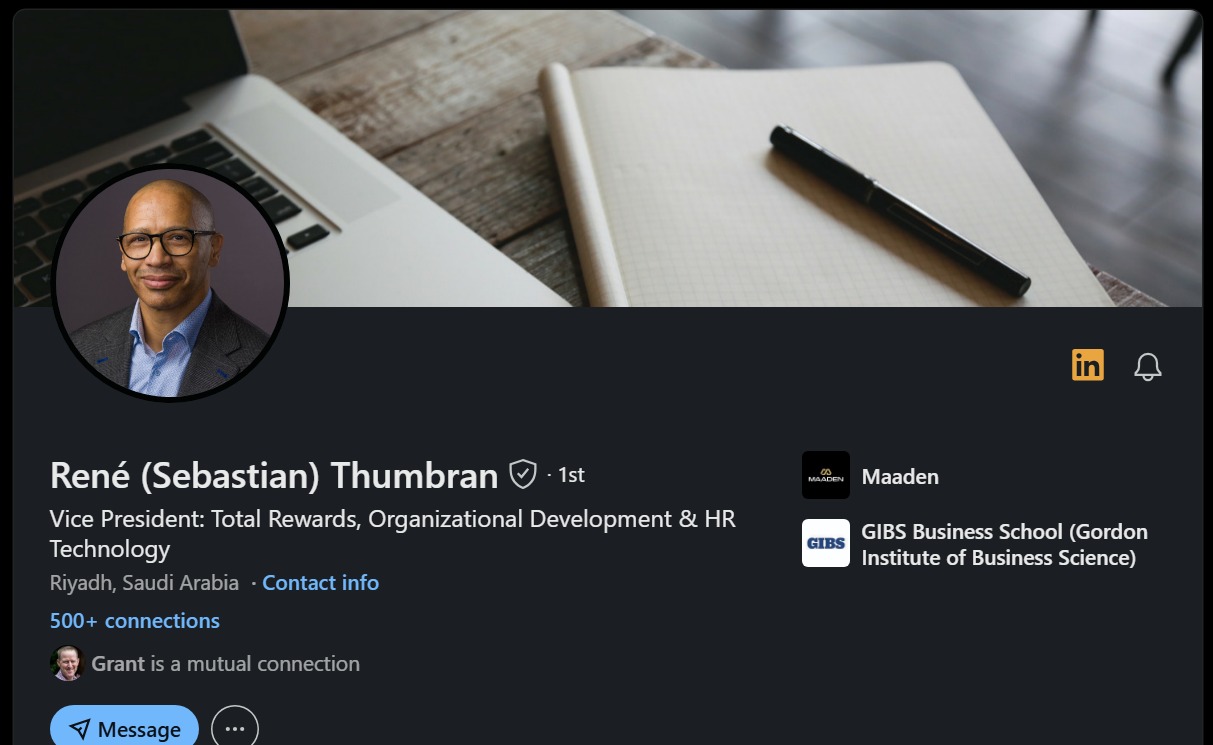 in
René (Sebastian) Thumbran · 1st
Vice President: Total Rewards, Organizational Development & HR
Technology
Riyadh, Saudi Arabia · Contact info
500+ connections
Grant is a mutual connection
Message
MAADEN
Maaden
GIBS
GIBS Business School (Gordon
Institute of Business Science)